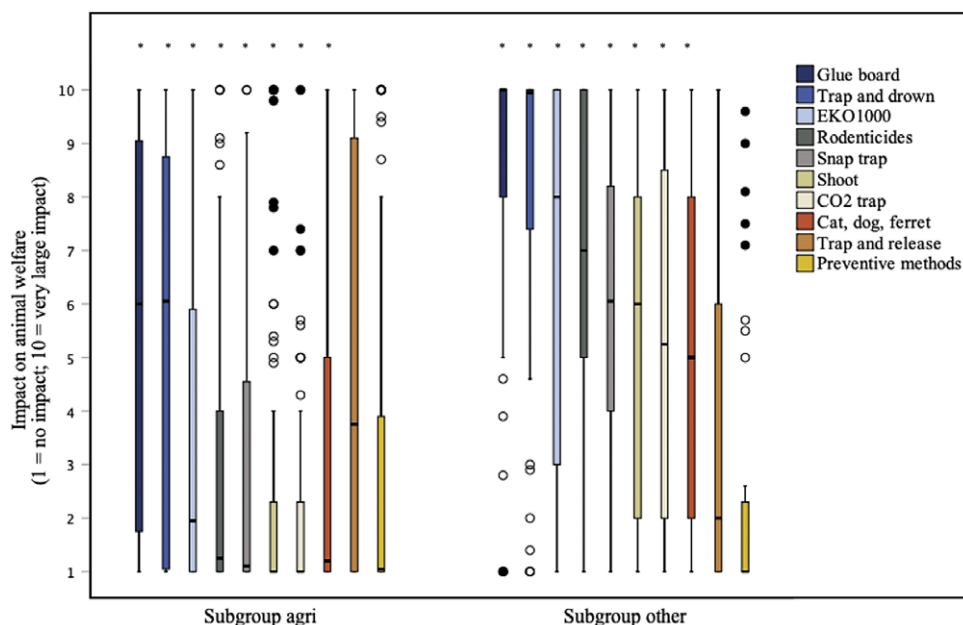 * * * * * * * * * * * * * * * *
Glue board
Trap and drown
EKO1000
Rodenticides
Snap trap
Shoot
CO2 trap
Cat, dog, ferret
Trap and release
Preventive methods
Impact on animal welfare
(1 = no impact; 10 = very large impact)
10
9
8
7
6
5
4
3
2
1
Subgroup agri Subgroup other